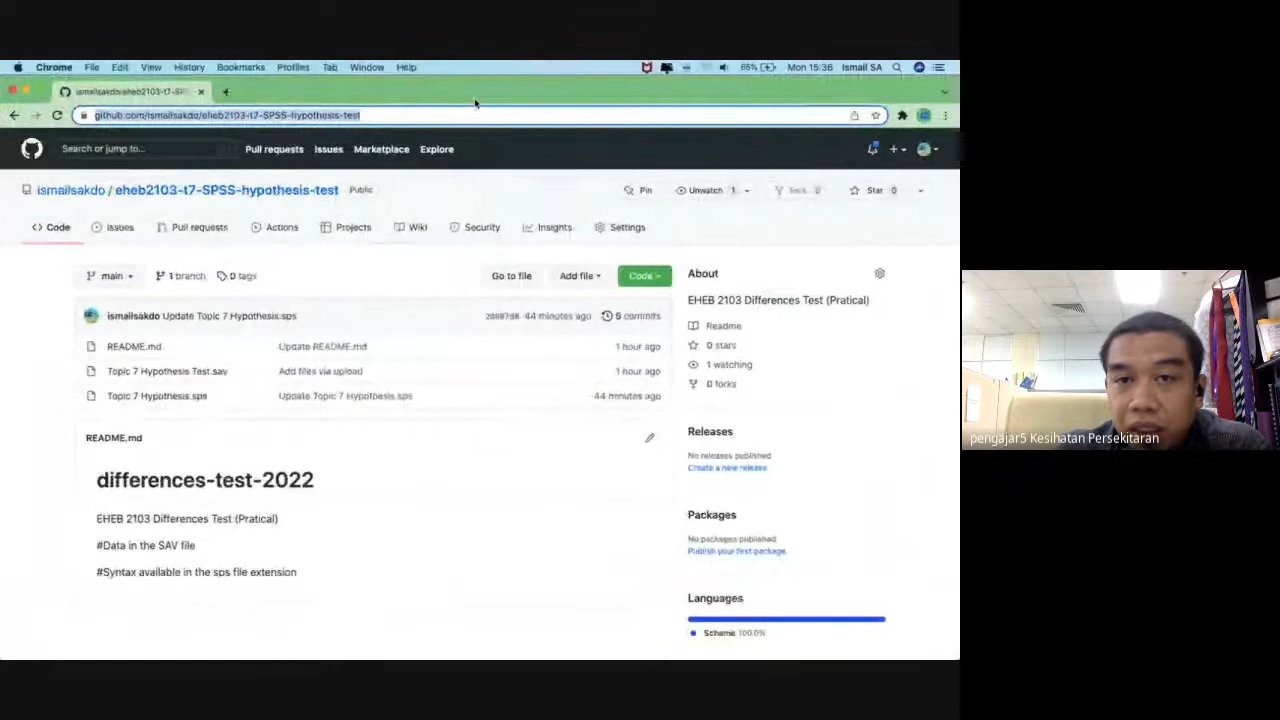 Chrome File Edit View History Bookmarks Profiles Tab Window Help 65% Mon 15:36 Ismail SA
ismailsakdo/eheb2103-t7-SP
github.com/ismailsakdo/eheb2103-t7-SPSS-hypothesis-test
Search or jump to... Pull requests Issues Marketplace Explore
ismailsakdo / eheb2103-t7-SPSS-hypothesis-test Public Pin Unwatch 1 Fork 0 Star 0
Code Issues Pull requests Actions Projects Wiki Security Insights Settings
main 1 branch 0 tags Go to file Add file Code
ismailsakdo Update Topic 7 Hypothesis.sps 44 minutes ago 5 commits
README.md Update README.md 1 hour ago
Topic 7 Hypothesis Test.sav Add files via upload 1 hour ago
Topic 7 Hypothesis.sps Update Topic 7 Hypothesis.sps 44 minutes ago
README.md
differences-test-2022
EHEB 2103 Differences Test (Pratical)
#Data in the SAV file
#Syntax available in the sps file extension
About
EHEB 2103 Differences Test (Pratical)
Readme
0 stars
1 watching
0 forks
Releases
No releases published
Create a new release
Packages
No packages published
Publish your first package
Languages
Scheme 100.0%
pengajar5 Kesihatan Persekitaran